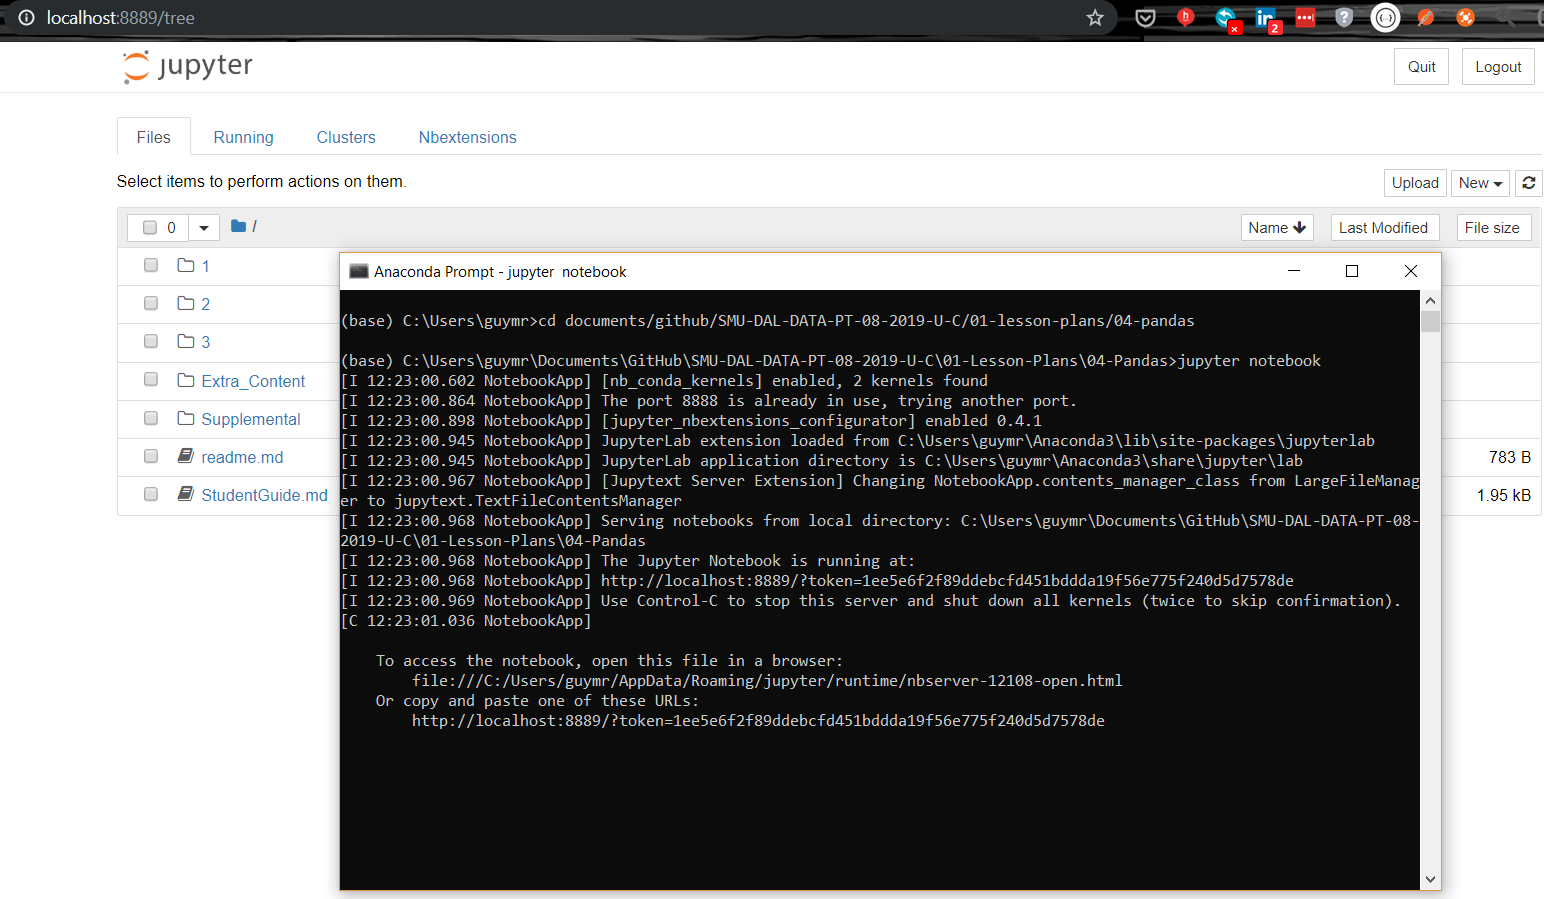 localhost:8889/tree
2
jupyter
Quit
Logout
Files
Running
Clusters
Nbextensions
Select items to perform actions on them.
Upload
New
0
/
Name
Last Modified
File size
1
2
3
Extra_Content
Supplemental
readme.md
783 B
StudentGuide.md
1.95 kB
Anaconda Prompt - jupyter  notebook
(base) C:\Users\guymr>cd documents/github/SMU-DAL-DATA-PT-08-2019-U-C/01-lesson-plans/04-pandas
(base) C:\Users\guymr\Documents\GitHub\SMU-DAL-DATA-PT-08-2019-U-C\01-Lesson-Plans\04-Pandas>jupyter notebook
[I 12:23:00.602 NotebookApp] [nb_conda_kernels] enabled, 2 kernels found
[I 12:23:00.864 NotebookApp] The port 8888 is already in use, trying another port.
[I 12:23:00.898 NotebookApp] [jupyter_nbextensions_configurator] enabled 0.4.1
[I 12:23:00.945 NotebookApp] JupyterLab extension loaded from C:\Users\guymr\Anaconda3\lib\site-packages\jupyterlab
[I 12:23:00.945 NotebookApp] JupyterLab application directory is C:\Users\guymr\Anaconda3\share\jupyter\lab
[I 12:23:00.967 NotebookApp] [Jupytext Server Extension] Changing NotebookApp.contents_manager_class from LargeFileManag
er to jupytext.TextFileContentsManager
[I 12:23:00.968 NotebookApp] Serving notebooks from local directory: C:\Users\guymr\Documents\GitHub\SMU-DAL-DATA-PT-08-
2019-U-C\01-Lesson-Plans\04-Pandas
[I 12:23:00.968 NotebookApp] The Jupyter Notebook is running at:
[I 12:23:00.968 NotebookApp] http://localhost:8889/?token=1ee5e6f2f89ddebcfd451bddda19f56e775f240d5d7578de
[I 12:23:00.969 NotebookApp] Use Control-C to stop this server and shut down all kernels (twice to skip confirmation).
[C 12:23:01.036 NotebookApp]
To access the notebook, open this file in a browser:
file:///C:/Users/guymr/AppData/Roaming/jupyter/runtime/nbserver-12108-open.html
Or copy and paste one of these URLs:
http://localhost:8889/?token=1ee5e6f2f89ddebcfd451bddda19f56e775f240d5d7578de